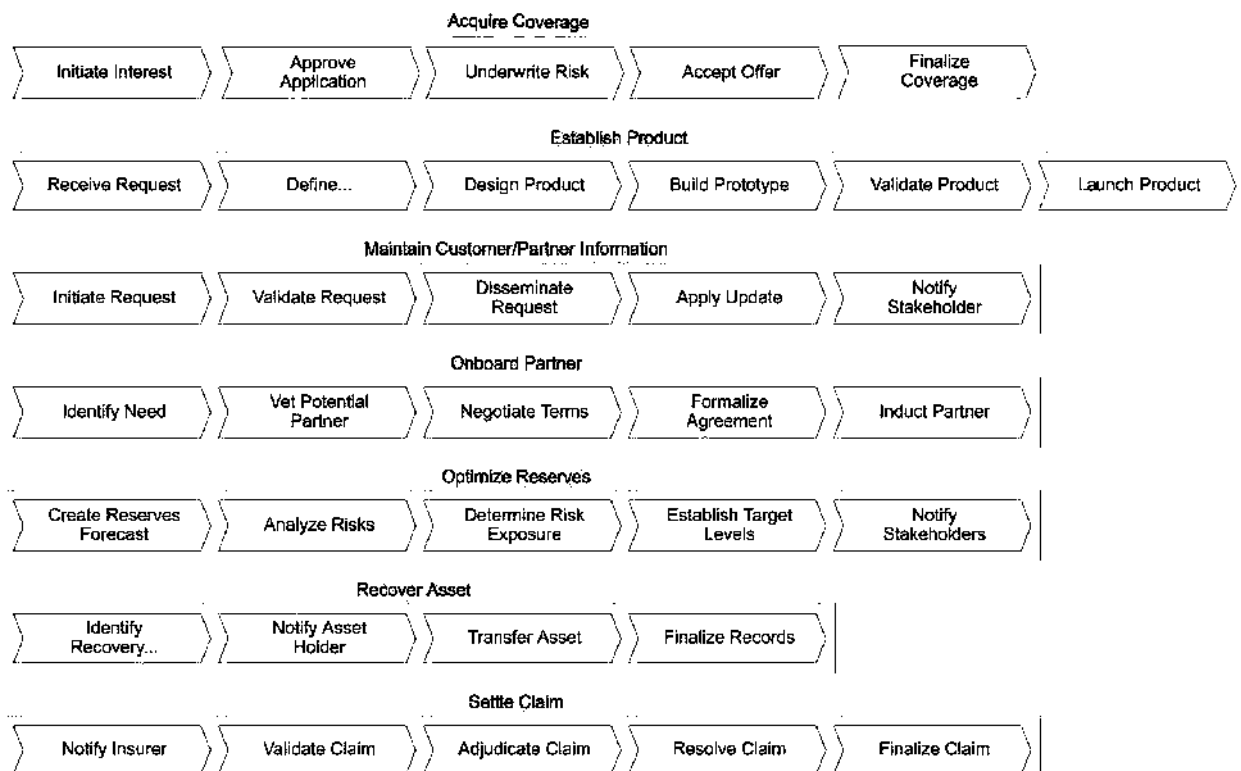 Acquire Coverage
Initiate Interest
Approve
Application
Underwrite Risk
Accept Offer
Finalize
Coverage
Establish Product
Receive Request
Define...
Design Product
Build Prototype
Validate Product
Launch Product
Maintain Customer/Partner Information
Initiate Request
Validate Request
Disseminate
Request
Apply Update
Notify
Stakeholder
Onboard Partner
Identify Need
Vet Potential
Partner
Negotiate Terms
Formalize
Agreement
Induct Partner
Optimize Reserves
Create Reserves
Forecast
Analyze Risks
Determine Risk
Exposure
Establish Target
Levels
Notify
Stakeholders
Recover Asset
Identify
Recovery...
Notify Asset
Holder
Transfer Asset
Finalize Records
Settle Claim
Notify Insurer
Validate Claim
Adjudicate Claim
Resolve Claim
Finalize Claim